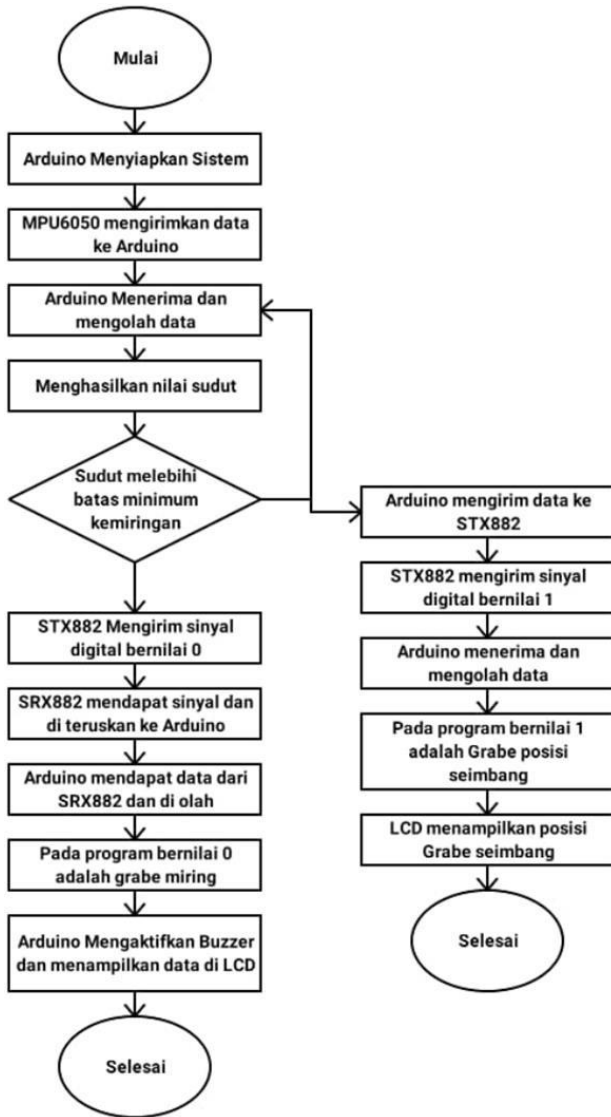 Mulai
Arduino Menyiapkan Sistem
MPU6050 mengirimkan data
ke Arduino
Arduino Menerima dan
mengolah data
Menghasilkan nilai sudut
Sudut melebihi
batas minimum
kemiringan
STX882 Mengirim sinyal
digital bernilai 0
SRX882 mendapat sinyal dan
di teruskan ke Arduino
Arduino mendapat data dari
SRX882 dan di olah
Pada program bernilai 0
adalah grabe miring
Arduino Mengaktifkan Buzzer
dan menampilkan data di LCD
Selesai
Arduino mengirim data ke
STX882
STX882 mengirim sinyal
digital bernilai 1
Arduino menerima dan
mengolah data
Pada program bernilai 1
adalah Grabe posisi
seimbang
LCD menampilkan posisi
Grabe seimbang
Selesai